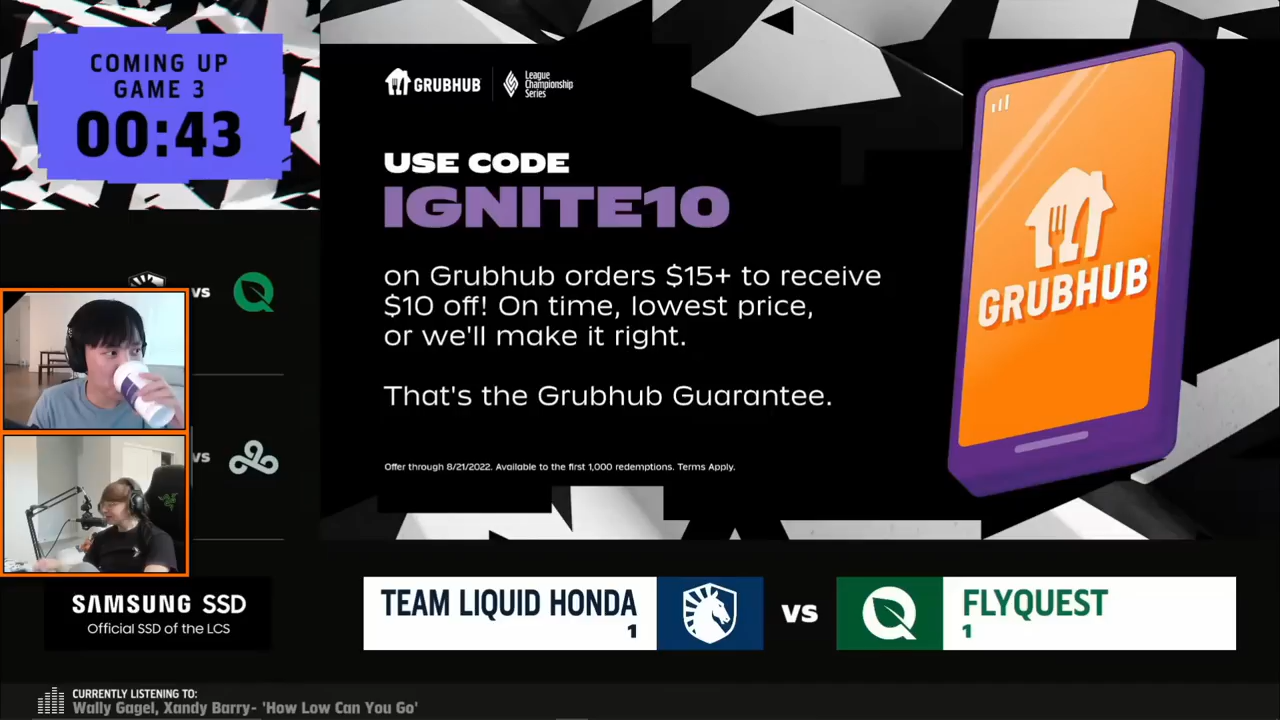 COMING UP
GAME 3
00:43
GRUBHUB
League
Championship
Series
USE CODE
IGNITE10
on Grubhub orders $15+ to receive
$10 off! On time, lowest price,
or we'll make it right.
That's the Grubhub Guarantee.
Offer through 8/21/2022. Available to the first 1,000 redemptions. Terms Apply.
GRUBHUB
VS
VS
SAMSUNG SSD
Official SSD of the LCS
TEAM LIQUID HONDA
1
VS
FLYQUEST
1
CURRENTLY LISTENING TO:
Wally Gagel, Xandy Barry- 'How Low Can You Go'